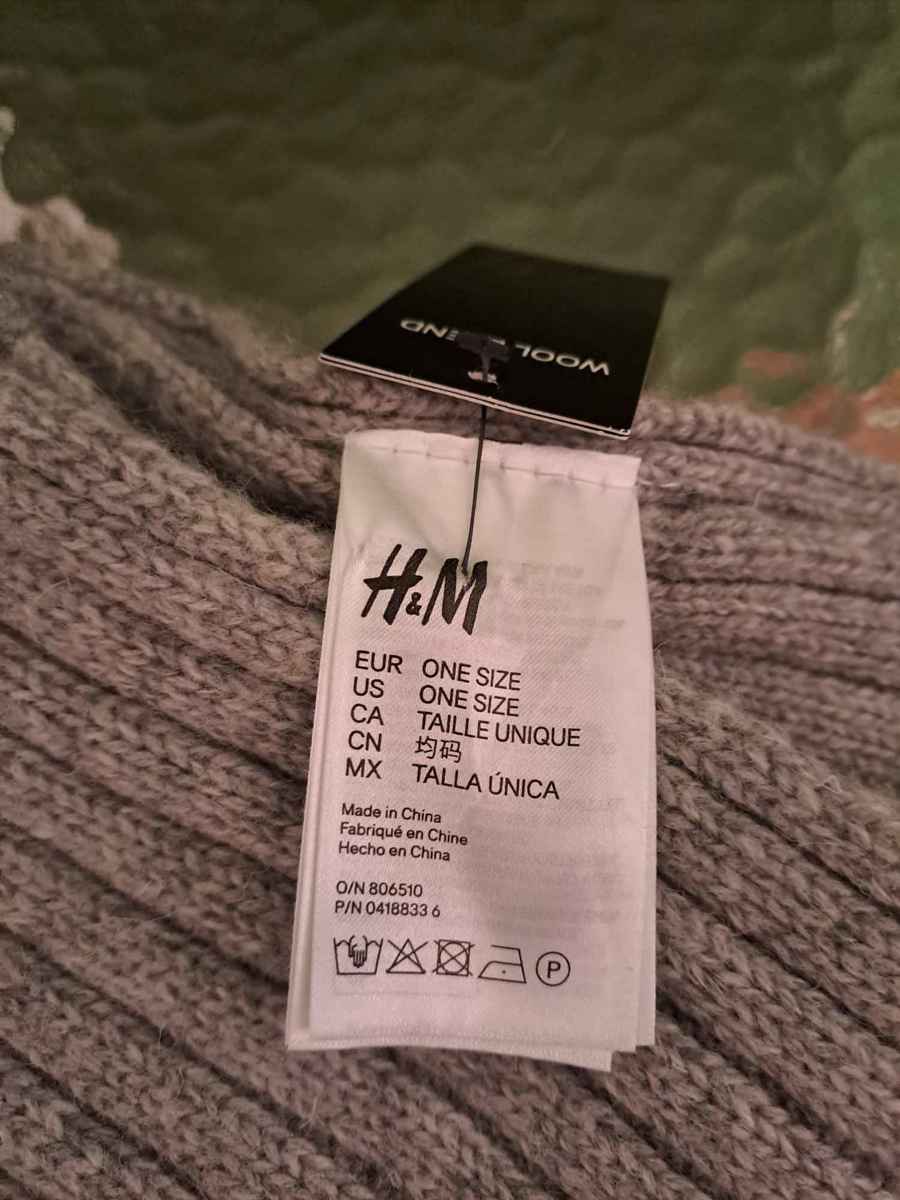 WOOL
H&M
EUR ONE SIZE
US ONE SIZE
CA TAILLE UNIQUE
CN 均码
MX TALLA ÚNICA
Made in China
Fabriqué en Chine
Hecho en China
O/N 806510
P/N 0418833 6
P